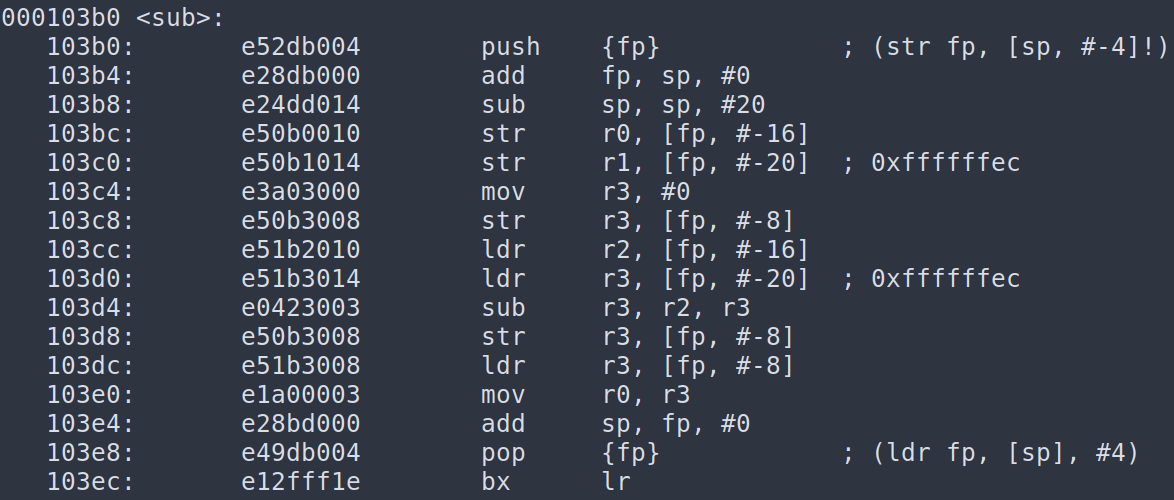 000103b0 <sub>:
   103b0:       e52db004        push    {fp}            ; (str fp, [sp, #-4]!)
   103b4:       e28db000        add     fp, sp, #0
   103b8:       e24dd014        sub     sp, sp, #20
   103bc:       e50b0010        str     r0, [fp, #-16]
   103c0:       e50b1014        str     r1, [fp, #-20]  ; 0xffffffec
   103c4:       e3a03000        mov     r3, #0
   103c8:       e50b3008        str     r3, [fp, #-8]
   103cc:       e51b2010        ldr     r2, [fp, #-16]
   103d0:       e51b3014        ldr     r3, [fp, #-20]  ; 0xffffffec
   103d4:       e0423003        sub     r3, r2, r3
   103d8:       e50b3008        str     r3, [fp, #-8]
   103dc:       e51b3008        ldr     r3, [fp, #-8]
   103e0:       e1a00003        mov     r0, r3
   103e4:       e28bd000        add     sp, fp, #0
   103e8:       e49db004        pop     {fp}            ; (ldr fp, [sp], #4)
   103ec:       e12fff1e        bx      lr